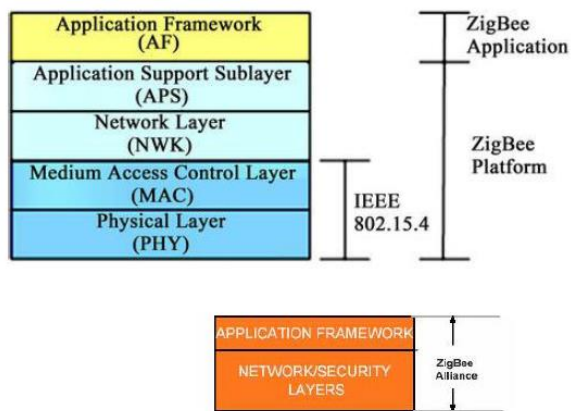 Application Framework
(AF)
Application Support Sublayer
(APS)
Network Layer
(NWK)
Medium Access Control Layer
(MAC)
Physical Layer
(PHY)
IEEE
802.15.4
ZigBee
Application
ZigBee
Platform
APPLICATION FRAMEWORK
NETWORK/SECURITY
LAYERS
ZigBee
Alliance